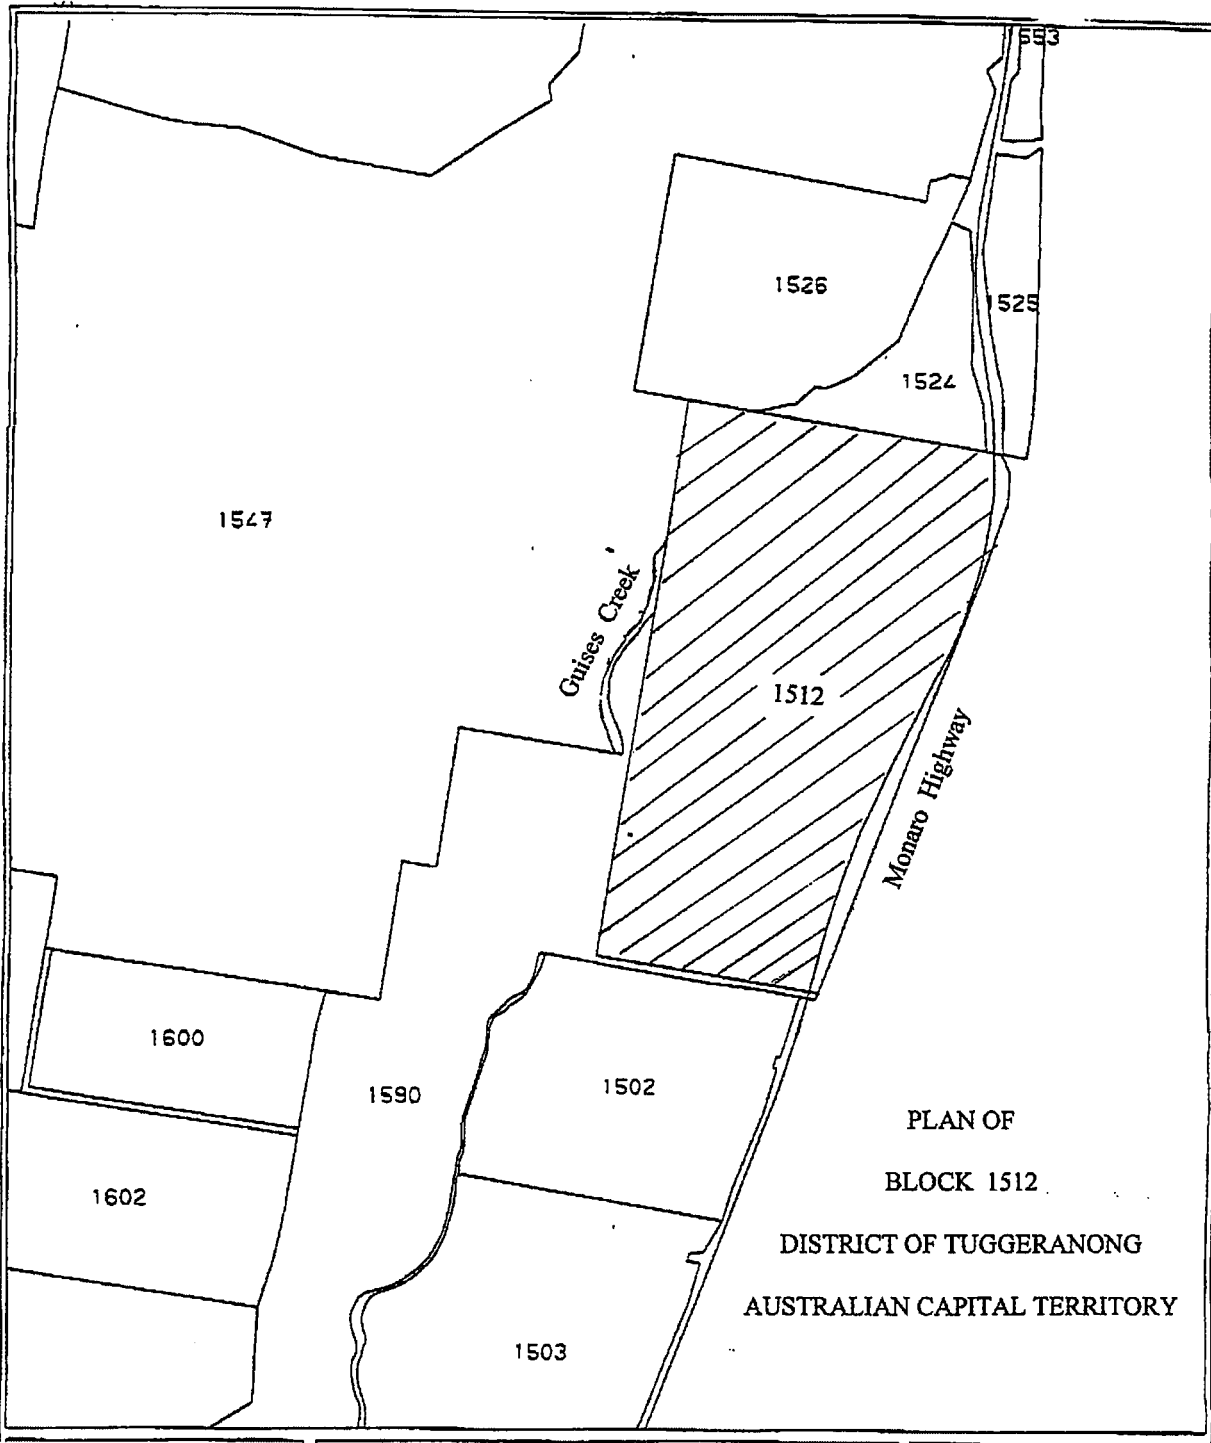 553
1526
1525
1524
1547
Guises Creek
1512
Monaro Highway
1600
1590
1502
1602
1503
PLAN OF
BLOCK 1512
DISTRICT OF TUGGERANONG
AUSTRALIAN CAPITAL TERRITORY